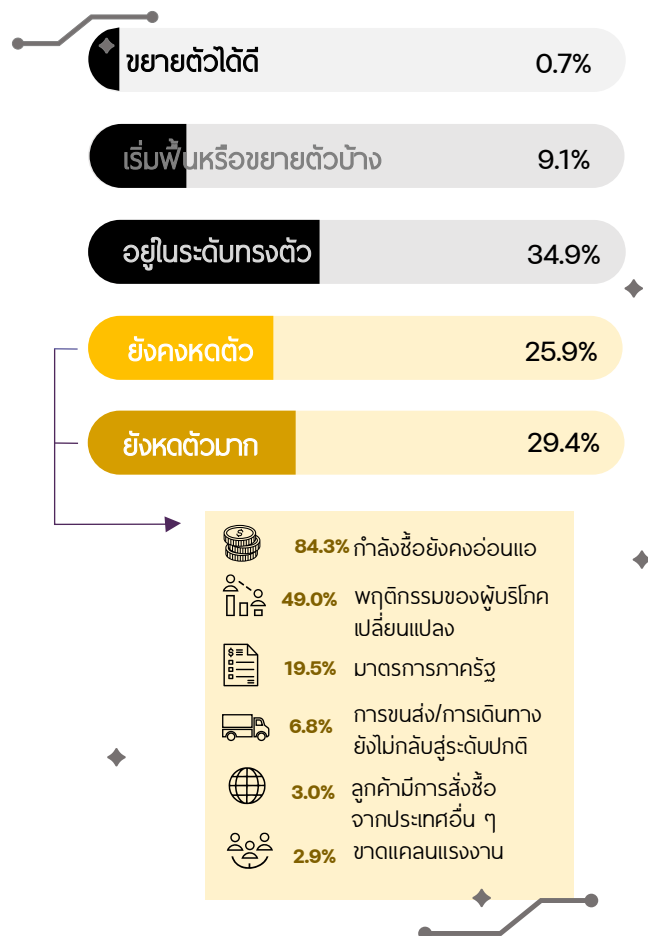 ขยายตัวได้ดี 0.7%
เริ่มฟื้นหรือขยายตัวบ้าง 9.1%
อยู่ในระดับทรงตัว 34.9%
ยังคงหดตัว 25.9%
ยังหดตัวมาก 29.4%
84.3% กำลังซื้อยังคงอ่อนแอ
49.0% พฤติกรรมของผู้บริโภค
เปลี่ยนแปลง
19.5% มาตรการภาครัฐ
6.8% การขนส่ง/การเดินทาง
ยังไม่กลับสู่ระดับปกติ
3.0% ลูกค้ามีการสั่งซื้อ
จากประเทศอื่น ๆ
2.9% ขาดแคลนแรงงาน